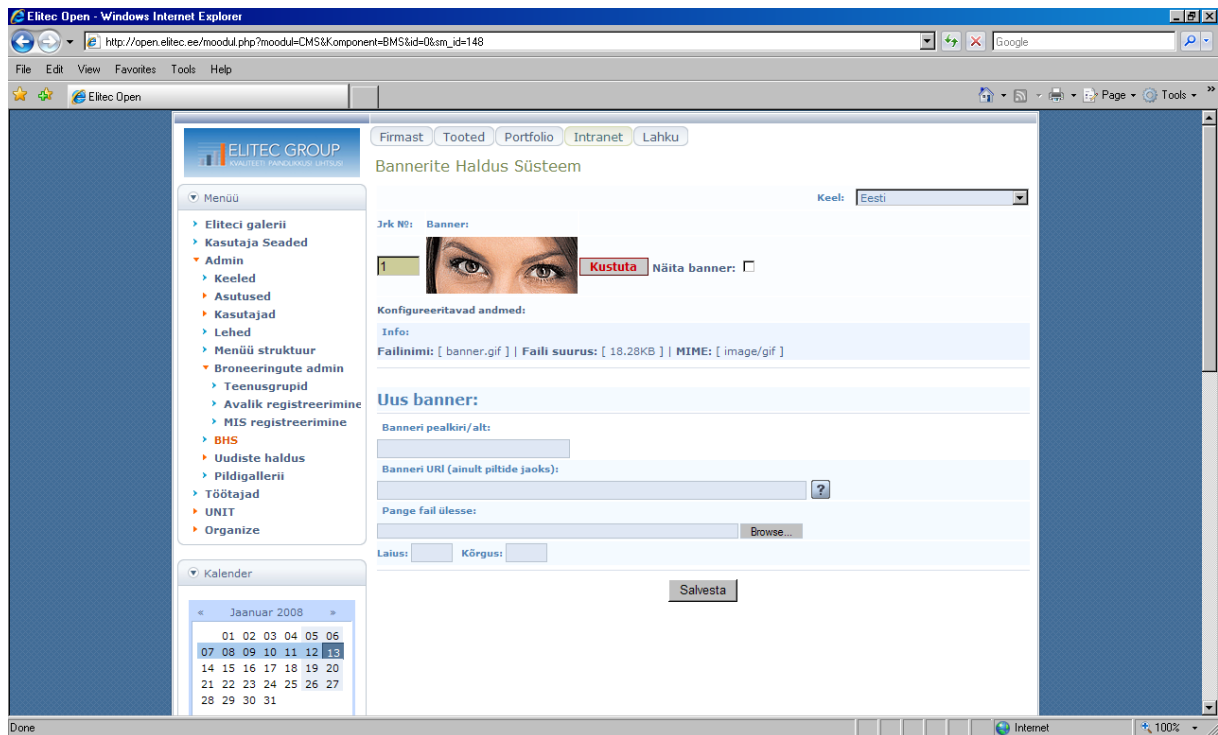 Elitec Open - Windows Internet Explorer
http://open.elitec.ee/moodul.php?moodul=CMS&Komponent=BMS&id=0&sm_id=148
Google
File Edit View Favorites Tools Help
Elitec Open
Page Tools
ELITEC GROUP
Firmast Tooted Portfolio Intranet Lahku
Bannerite Haldus Süsteem
Menüü
Eliteci galerii
Kasutaja Seaded
Admin
Keeled
Asutused
Kasutajad
Lehed
Menüü struktuur
Broneeringute admin
Teenusgrupid
Avalik registreerimine
MIS registreerimine
BHS
Uudiste haldus
Pildigallerii
Töötajad
UNIT
Organize
Kalender
« Jaanuar 2008 »
01 02 03 04 05 06
07 08 09 10 11 12 13
14 15 16 17 18 19 20
21 22 23 24 25 26 27
28 29 30 31
Keel: Eesti
Jrk №: Banner:
1 Kustuta Näita banner:
Konfigureeritavad andmed:
Info:
Failinimi: [ banner.gif ] | Faili suurus: [ 18.28KB ] | MIME: [ image/gif ]
Uus banner:
Banneri pealkiri/alt:
Banneri URl (ainult piltide jaoks):
?
Pange fail ülesse:
Browse...
Laius: Kõrgus:
Salvesta
Done Internet 100%